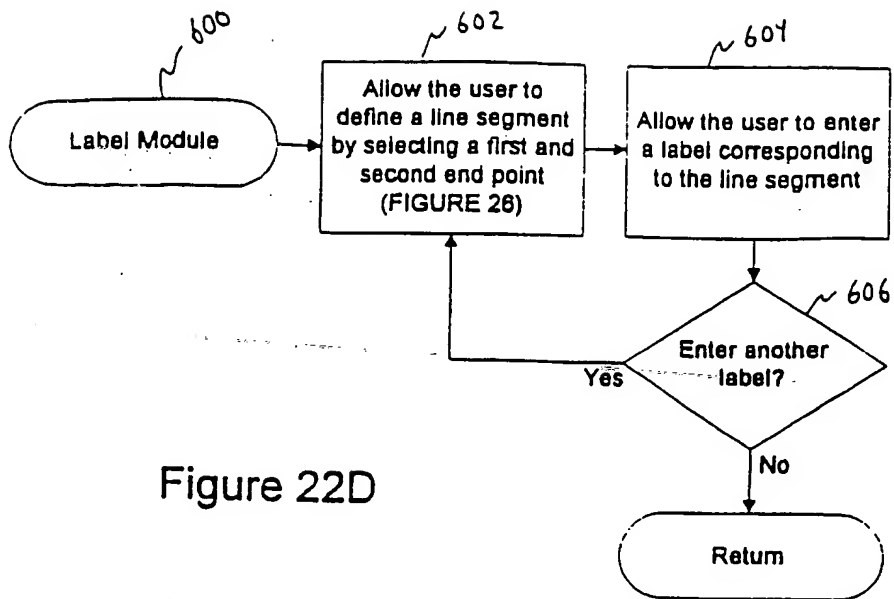 600
Label Module
602
Allow the user to
define a line segment
by selecting a first and
second end point
(FIGURE 26)
604
Allow the user to enter
a label corresponding
to the line segment
606
Enter another
label?
Yes
No
Return
Figure 22D